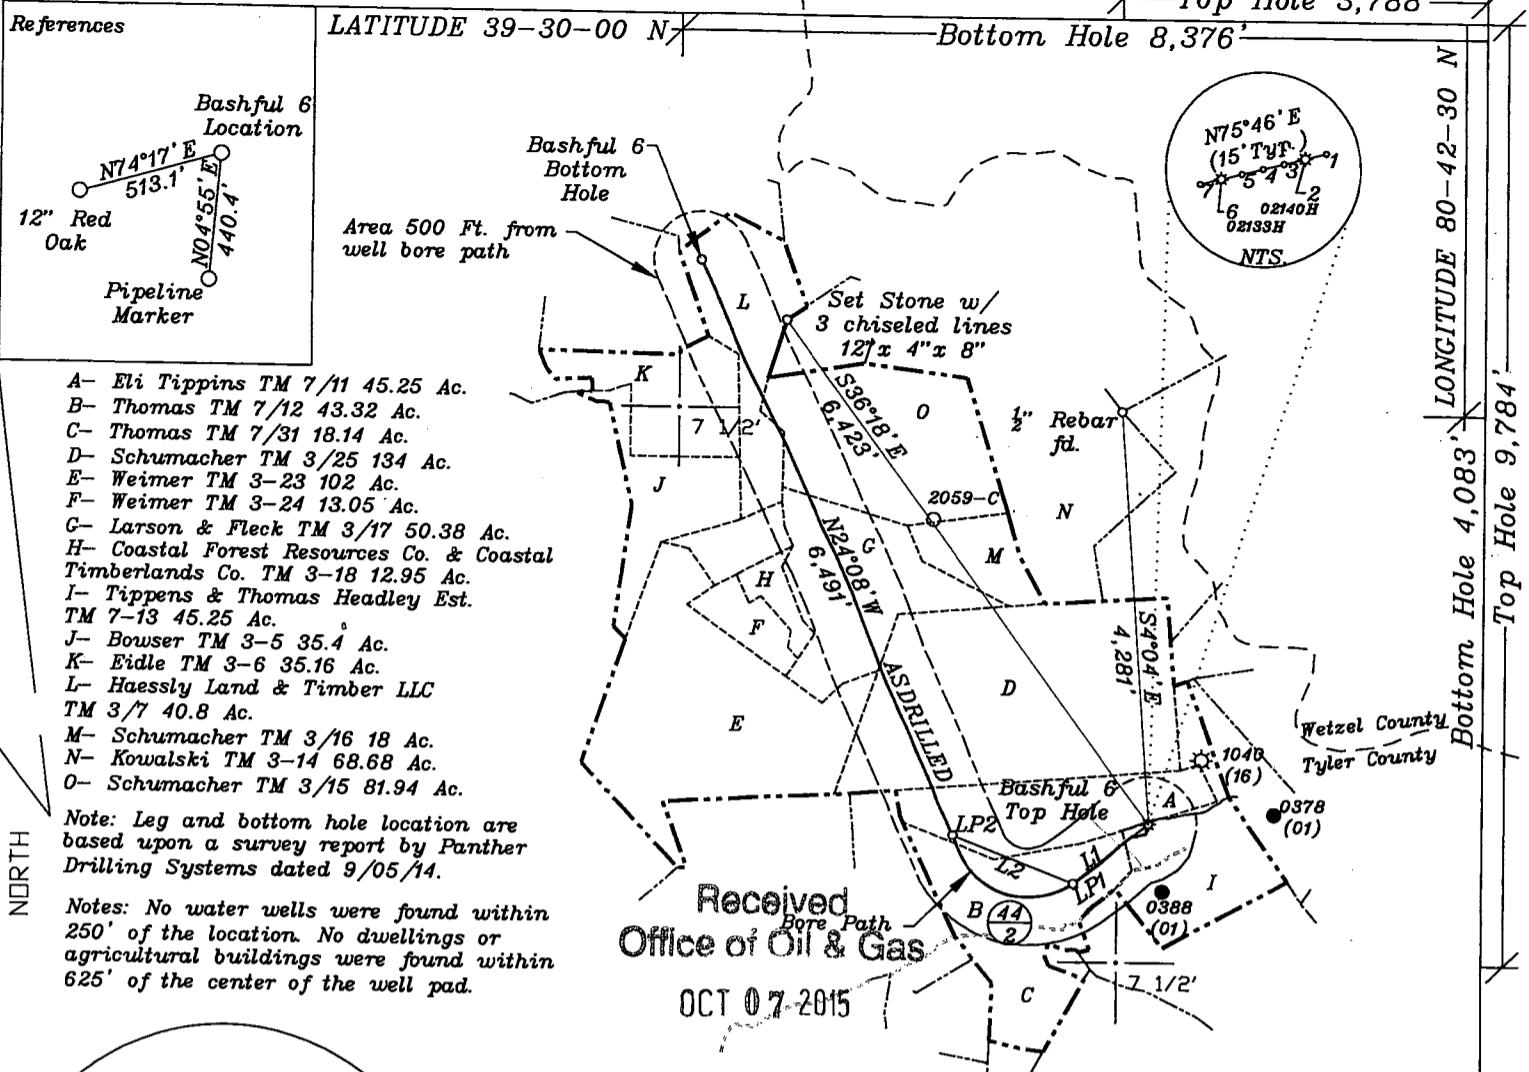 References
LATITUDE 39-30-00 N
Top Hole 3,788
Bottom Hole 8,376'
Bashful 6
Location
N74°17' E
513.1'
12" Red
Oak
N04°55' E
440.4'
Pipeline
Marker
Bashful 6
Bottom
Hole
Area 500 Ft. from
well bore path
N75°46' E
(15' Typ.)
7
5
4
3
1
2
6
02140H
02133H
NTS.
LONGITUDE 80-42-30 N
Bottom Hole 4,083'
Top Hole 9,784'
L
Set Stone w/
3 chiseled lines
12" x 4" x 8"
K
S36°18' E
6,423'
O
1/2" Rebar
fd.
7 1/2'
J
2059-C
N
N24°08' W
6,491'
G
M
H
F
S4°04' E
4,281'
D
E
ASDRILLED
Wetzel County
Tyler County
1040
(16)
Bashful 6
Top Hole
A
0378
(01)
LP2
L2
L1
LP1
I
B
44
2
0388
(01)
Bore Path
C
7 1/2'
A- Eli Tippins TM 7/11 45.25 Ac.
B- Thomas TM 7/12 43.32 Ac.
C- Thomas TM 7/31 18.14 Ac.
D- Schumacher TM 3/25 134 Ac.
E- Weimer TM 3-23 102 Ac.
F- Weimer TM 3-24 13.05 Ac.
G- Larson & Fleck TM 3/17 50.38 Ac.
H- Coastal Forest Resources Co. & Coastal
Timberlands Co. TM 3-18 12.95 Ac.
I- Tippens & Thomas Headley Est.
TM 7-13 45.25 Ac.
J- Bowser TM 3-5 35.4 Ac.
K- Eidle TM 3-6 35.16 Ac.
L- Haessly Land & Timber LLC
TM 3/7 40.8 Ac.
M- Schumacher TM 3/16 18 Ac.
N- Kowalski TM 3-14 68.68 Ac.
O- Schumacher TM 3/15 81.94 Ac.
Note: Leg and bottom hole location are
based upon a survey report by Panther
Drilling Systems dated 9/05/14.
Notes: No water wells were found within
250' of the location. No dwellings or
agricultural buildings were found within
625' of the center of the well pad.
NORTH
Received
Office of Oil & Gas
OCT 07 2015